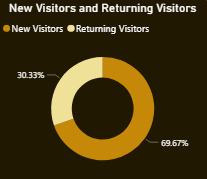 New Visitors and Returning Visitors
New Visitors Returning Visitors
30.33%
69.67%